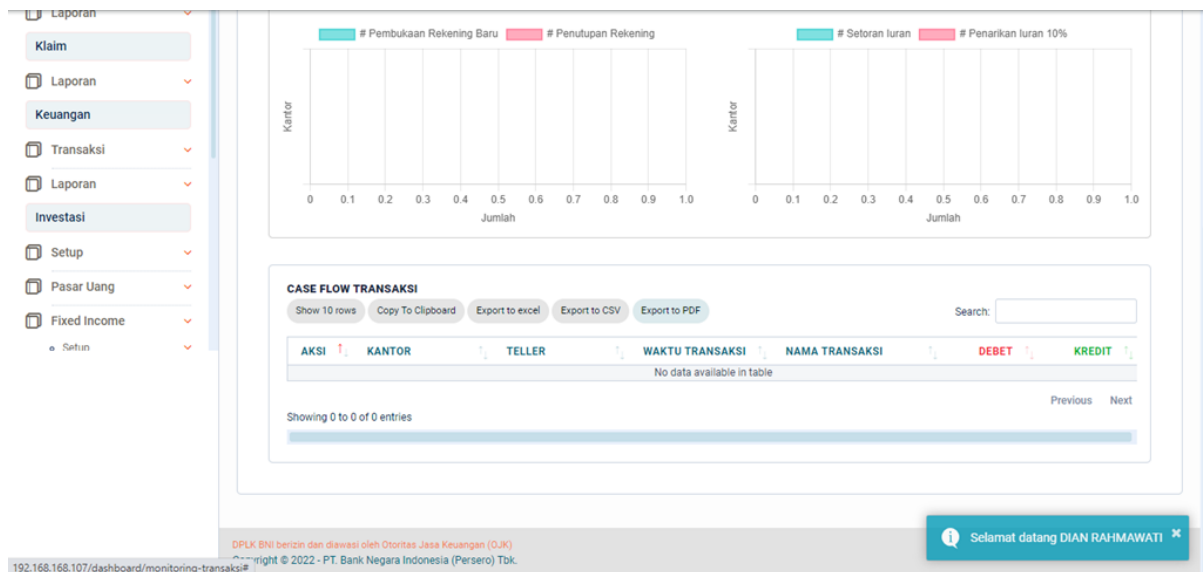 Laporan
Klaim
Laporan
Keuangan
Transaksi
Laporan
Investasi
Setup
Pasar Uang
Fixed Income
Setup
# Pembukaan Rekening Baru # Penutupan Rekening
Kantor
0 0.1 0.2 0.3 0.4 0.5 0.6 0.7 0.8 0.9 1.0
Jumlah
# Setoran Iuran # Penarikan Iuran 10%
Kantor
0 0.1 0.2 0.3 0.4 0.5 0.6 0.7 0.8 0.9 1.0
Jumlah
CASE FLOW TRANSAKSI
Show 10 rows Copy To Clipboard Export to excel Export to CSV Export to PDF Search:
AKSI KANTOR TELLER WAKTU TRANSAKSI NAMA TRANSAKSI DEBET KREDIT
No data available in table
Previous Next
Showing 0 to 0 of 0 entries
Selamat datang DIAN RAHMAWATI ×
DPLK BNI berizin dan diawasi oleh Otoritas Jasa Keuangan (OJK)
© 2022 - PT. Bank Negara Indonesia (Persero) Tbk.
192.168.168.107/dashboard/monitoring-transaksi#